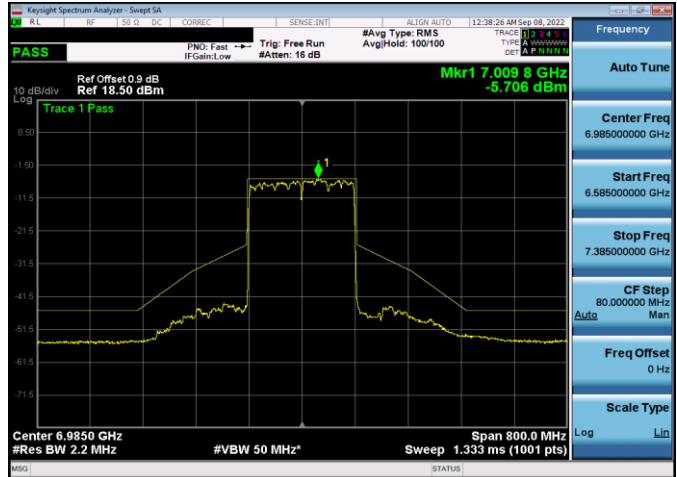 Keysight Spectrum Analyzer - Swept SA
RL RF 50 Ω DC CORREC SENSE:INT ALIGN AUTO 12:38:26 AM Sep 08, 2022
#Avg Type: RMS TRACE 1 2 3 4 5 6
PNO: Fast Trig: Free Run Avg|Hold: 100/100 TYPE A WWWWW
PASS IFGain:Low #Atten: 16 dB DET A P N N N N
Ref Offset 0.9 dB Mkr1 7.009 8 GHz
10 dB/div Ref 18.50 dBm -5.706 dBm
Log
Trace 1 Pass
8.50
-1.50
1
-11.5
-21.5
-31.5
-41.5
-51.5
-61.5
-71.5
Center 6.9850 GHz Span 800.0 MHz
#Res BW 2.2 MHz #VBW 50 MHz* Sweep 1.333 ms (1001 pts)
MSG STATUS
Frequency
Auto Tune
Center Freq
6.985000000 GHz
Start Freq
6.585000000 GHz
Stop Freq
7.385000000 GHz
CF Step
80.000000 MHz
Auto Man
Freq Offset
0 Hz
Scale Type
Log Lin